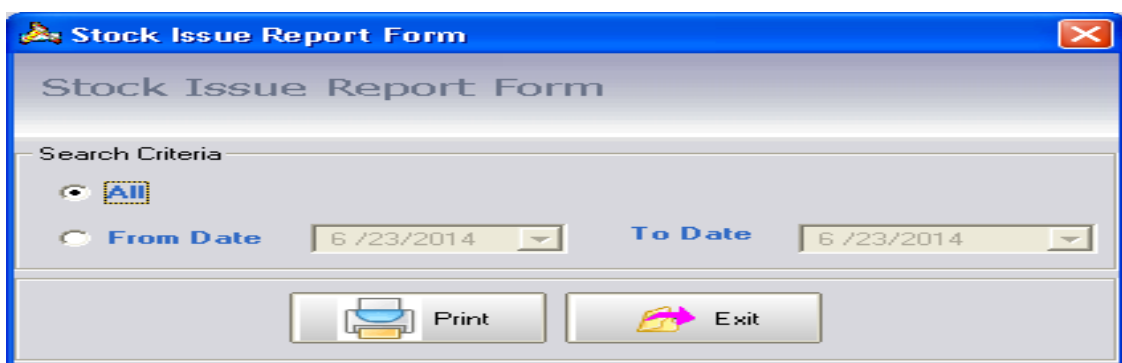 Stock Issue Report Form
Stock Issue Report Form
Search Criteria
All
From Date 6 /23/2014 To Date 6 /23/2014
Print Exit